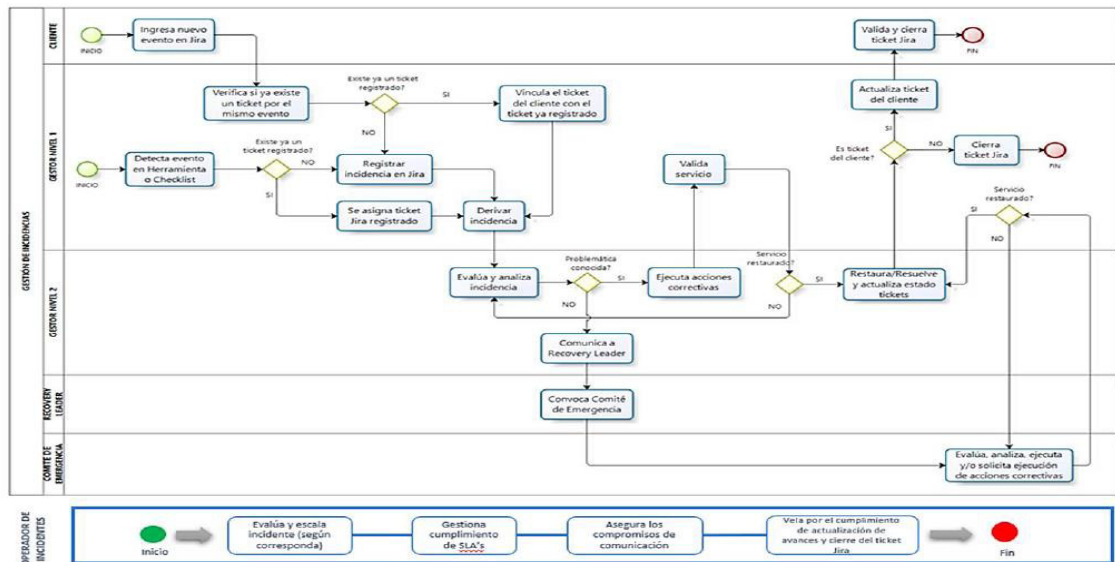 GESTION DE INCIDENCIAS
CLIENTE
INICIO
Ingresa nuevo
evento en Jira
Valida y cierra
ticket Jira
FIN
GESTOR NIVEL 1
Verifica si ya existe
un ticket por el
mismo evento
Existe ya un ticket
registrado?
SI
NO
Vincula el ticket
del cliente con el
ticket ya registrado
Actualiza ticket
del cliente
SI
Es ticket
del cliente?
NO
Cierra
ticket Jira
FIN
INICIO
Detecta evento
en Herramienta
o Checklist
Existe ya un
ticket registrado?
NO
SI
Registrar
incidencia en Jira
Se asigna ticket
Jira registrado
Derivar
incidencia
Valida
servicio
Servicio
restaurado?
SI
NO
GESTOR NIVEL 2
Evalúa y analiza
incidencia
Problemática
conocida?
SI
NO
Ejecuta acciones
correctivas
Servicio
restaurado?
SI
NO
Restaura/Resuelve
y actualiza estado
tickets
Comunica a
Recovery Leader
RECOVERY
LEADER
Convoca Comité
de Emergencia
COMITÉ DE
EMERGENCIA
Evalúa, analiza, ejecuta
y/o solicita ejecución
de acciones correctivas
OPERADOR DE
INCIDENTES
Inicio
Evalúa y escala
incidente (según
corresponda)
Gestiona
cumplimiento
de SLA's
Asegura los
compromisos de
comunicación
Vela por el cumplimiento
de actualización de
avances y cierre del ticket
Jira
Fin